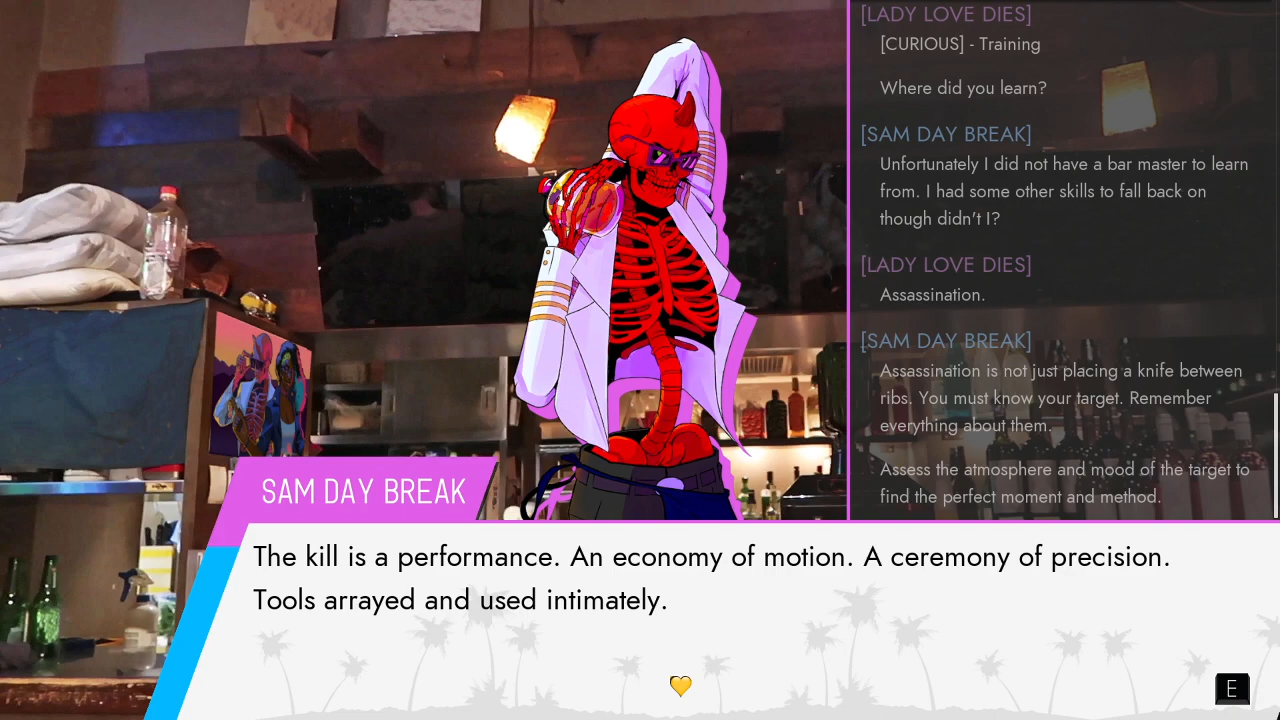 [LADY LOVE DIES]
[CURIOUS] - Training
Where did you learn?
[SAM DAY BREAK]
Unfortunately I did not have a bar master to learn
from. I had some other skills to fall back on
though didn't I?
[LADY LOVE DIES]
Assassination.
[SAM DAY BREAK]
Assassination is not just placing a knife between
ribs. You must know your target. Remember
everything about them.
Assess the atmosphere and mood of the target to
find the perfect moment and method.
SAM DAY BREAK
The kill is a performance. An economy of motion. A ceremony of precision.
Tools arrayed and used intimately.
E